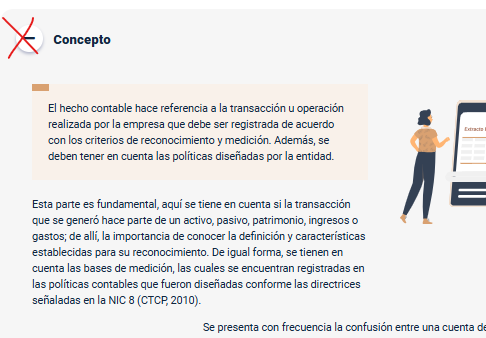 Concepto
El hecho contable hace referencia a la transacción u operación
realizada por la empresa que debe ser registrada de acuerdo
con los criterios de reconocimiento y medición. Además, se
deben tener en cuenta las políticas diseñadas por la entidad.
Extracto
Esta parte es fundamental, aquí se tiene en cuenta si la transacción
que se generó hace parte de un activo, pasivo, patrimonio, ingresos o
gastos; de allí, la importancia de conocer la definición y características
establecidas para su reconocimiento. De igual forma, se tienen en
cuenta las bases de medición, las cuales se encuentran registradas en
las políticas contables que fueron diseñadas conforme las directrices
señaladas en la NIC 8 (CTCP, 2010).
Se presenta con frecuencia la confusión entre una cuenta de